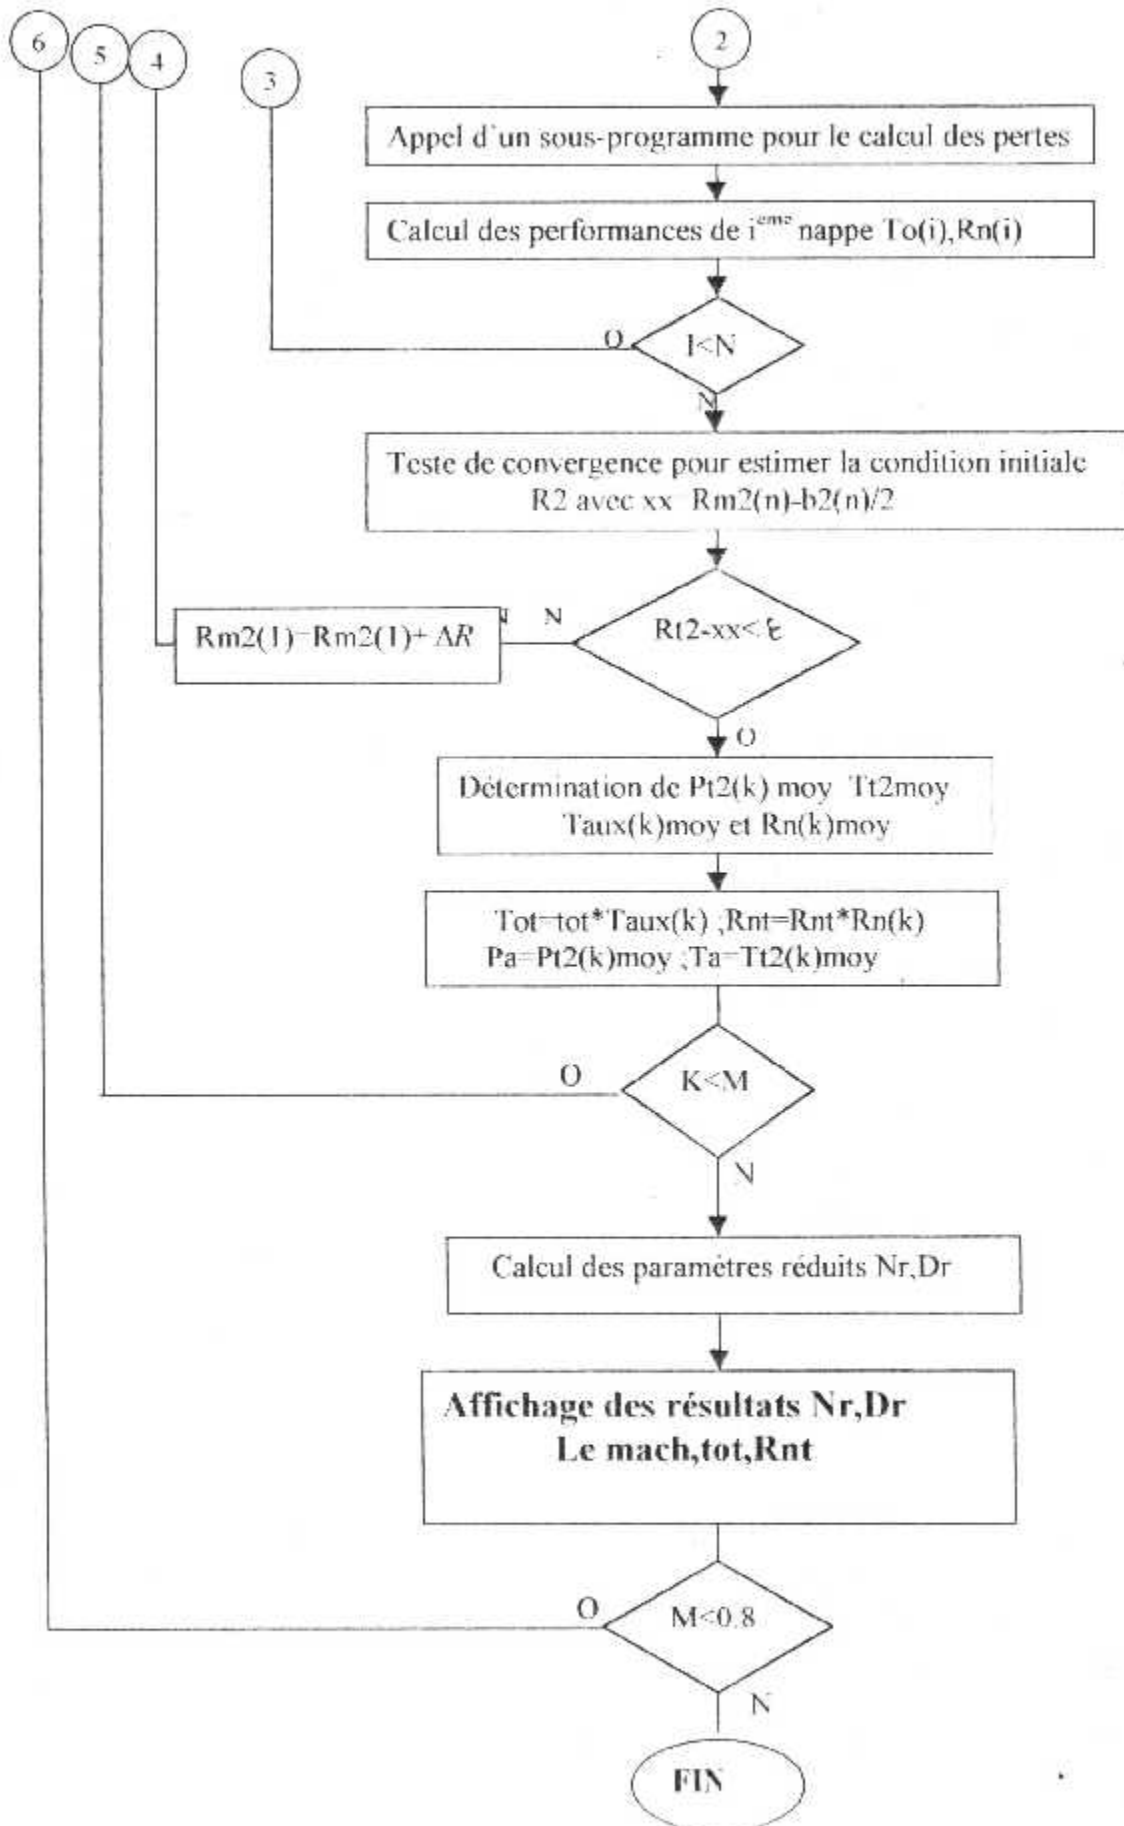 6
5
4
3
2
Appel d'un sous-programme pour le calcul des pertes
Calcul des performances de i^eme nappe To(i),Rn(i)
O
I<N
N
Teste de convergence pour estimer la condition initiale
R2 avec xx Rm2(n)-b2(n)/2
Rm2(1)=Rm2(1)+ ΔR
N N
Rt2-xx<ε
O
Détermination de Pt2(k) moy Tt2moy
Taux(k)moy et Rn(k)moy
Tot=tot*Taux(k) ;Rnt=Rnt*Rn(k)
Pa=Pt2(k)moy ;Ta=Tt2(k)moy
O
K<M
N
Calcul des paramètres réduits Nr,Dr
Affichage des résultats Nr,Dr
Le mach,tot,Rnt
O
M<0.8
N
FIN